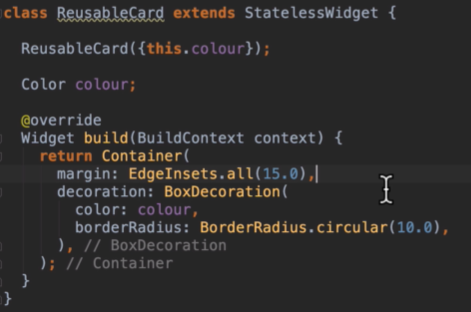 class ReusableCard extends StatelessWidget {
ReusableCard({this.colour});
Color colour;
@override
Widget build(BuildContext context) {
return Container(
margin: EdgeInsets.all(15.0),
decoration: BoxDecoration(
color: colour,
borderRadius: BorderRadius.circular(10.0),
), // BoxDecoration
); // Container
}
}